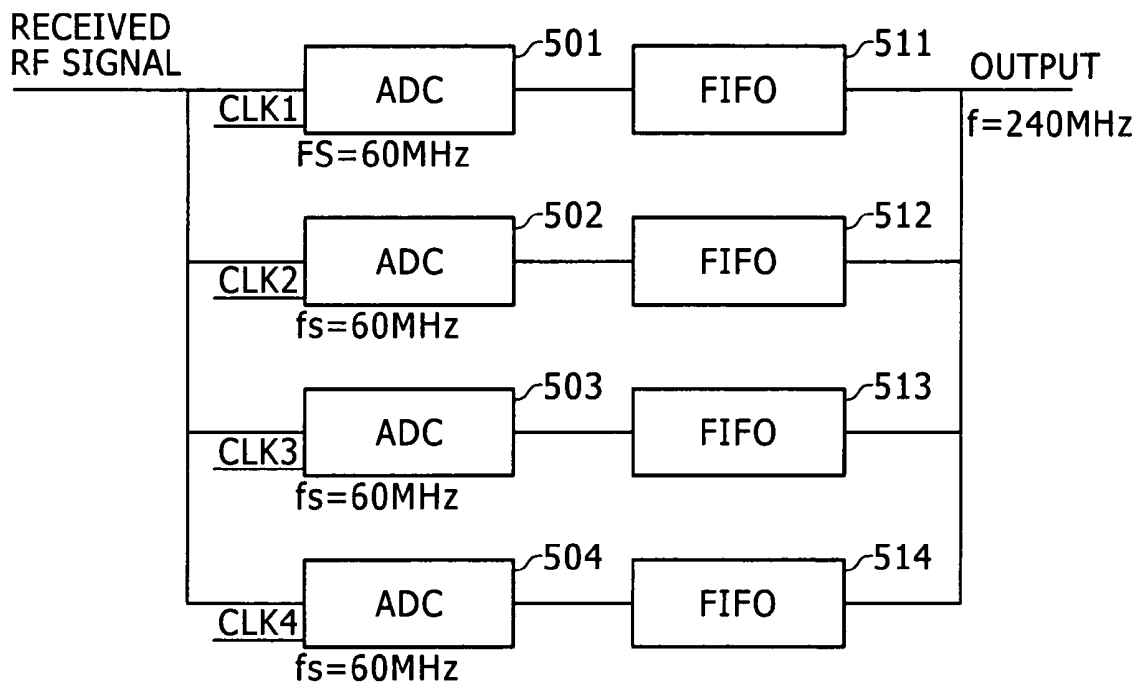 RECEIVED
RF SIGNAL
501
511
OUTPUT
ADC
FIFO
CLK1
f=240MHz
FS=60MHz
502
512
ADC
FIFO
CLK2
fs=60MHz
503
513
ADC
FIFO
CLK3
fs=60MHz
504
514
ADC
FIFO
CLK4
fs=60MHz